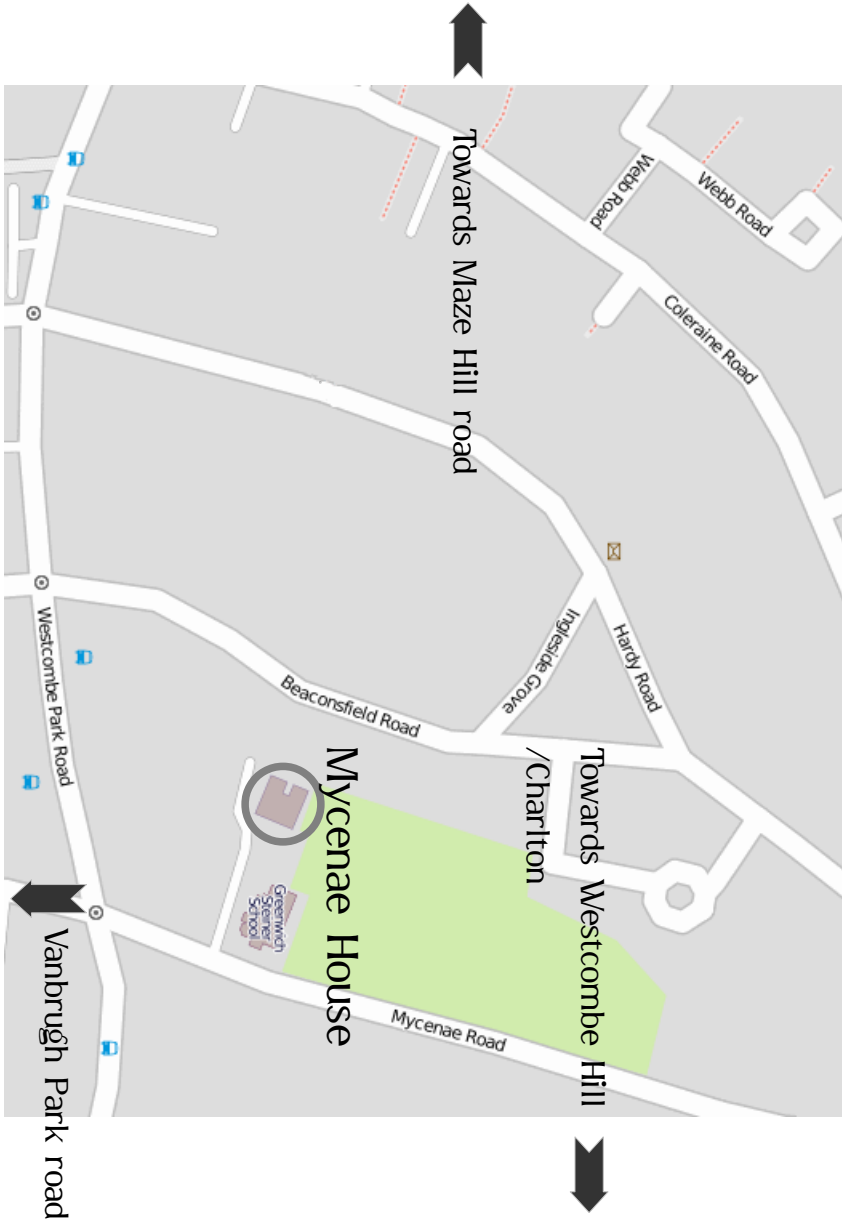 Towards Maze Hill road
Webb Road
Webb Road
Coleraine Road
Hardy Road
Ingleside Grove
Beaconsfield Road
Westcombe Park Road
Towards Westcombe Hill
/Charlton
Mycenae House
Greenwich
Steiner
School
Mycenae Road
Vanbrugh Park road